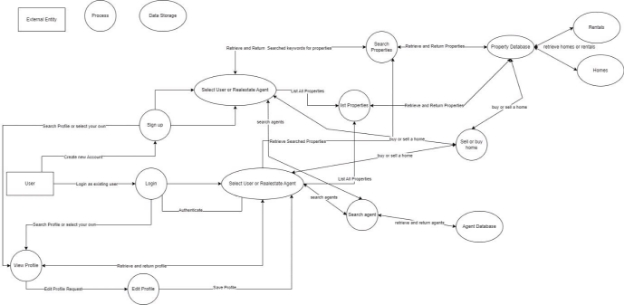 External Entity
Process
Data Storage
Rentals
Search
Properties
Retrieve and Return Searched keywords for properties
Retrieve and Return Properties
Property Database
retrieve homes or rentals
Homes
Select User or Realestate Agent
List All Properties
list Properties
Retrieve and Return Properties
buy or sell a home
Search Profile or select your own
Sign up
search agents
Retrieve Searched Properties
buy or sell a home
Sell or buy
home
buy or sell a home
Create new Account
User
Login as existing user
Login
Select User or Realestate Agent
List All Properties
search agents
Authenticate
Search agent
retrieve and return agents
Agent Database
Search Profile or select your own
View Profile
Retrieve and return profile
Edit Profile Request
Edit Profile
Save Profile